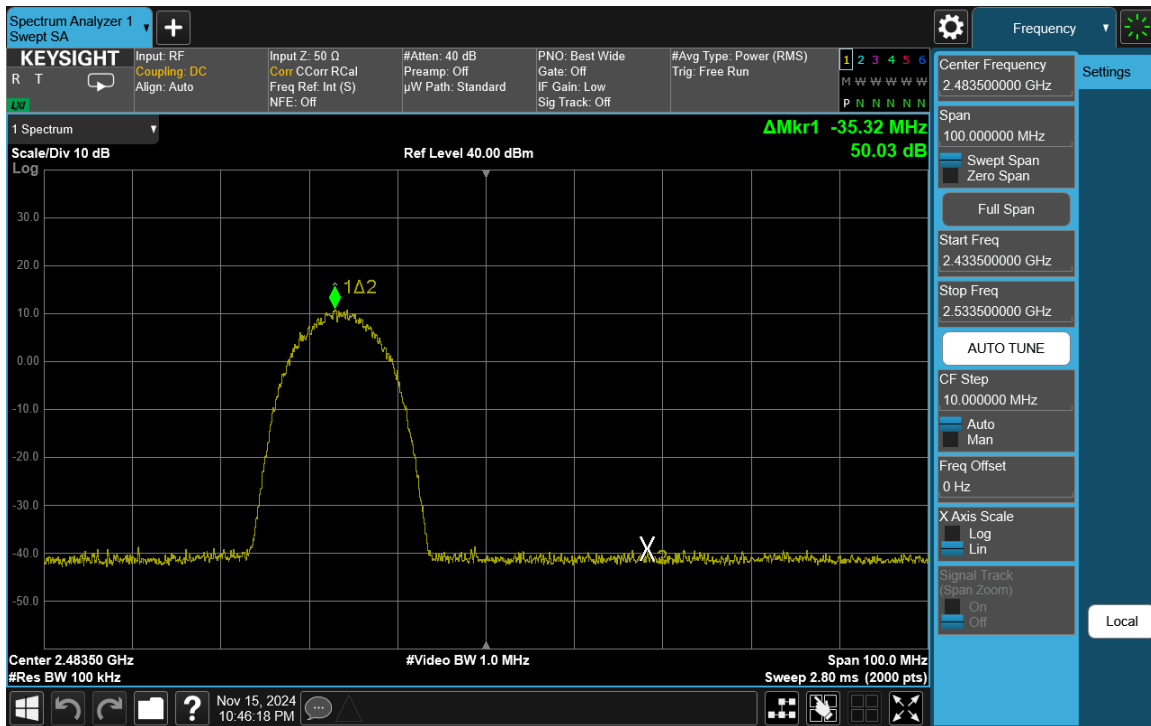 Spectrum Analyzer 1
Swept SA
Frequency
KEYSIGHT
R T
LXI
Input: RF
Coupling: DC
Align: Auto
Input Z: 50 Ω
Corr CCorr RCal
Freq Ref: Int (S)
NFE: Off
#Atten: 40 dB
Preamp: Off
µW Path: Standard
PNO: Best Wide
Gate: Off
IF Gain: Low
Sig Track: Off
#Avg Type: Power (RMS)
Trig: Free Run
1 2 3 4 5 6
M W W W W W
P N N N N N
1 Spectrum
ΔMkr1 -35.32 MHz
Scale/Div 10 dB
Ref Level 40.00 dBm
50.03 dB
Log
30.0
20.0
10.0
0.00
-10.0
-20.0
-30.0
-40.0
-50.0
1Δ2
X2
Center 2.48350 GHz
#Video BW 1.0 MHz
Span 100.0 MHz
#Res BW 100 kHz
Sweep 2.80 ms (2000 pts)
Center Frequency
2.483500000 GHz
Span
100.000000 MHz
Swept Span
Zero Span
Full Span
Start Freq
2.433500000 GHz
Stop Freq
2.533500000 GHz
AUTO TUNE
CF Step
10.000000 MHz
Auto
Man
Freq Offset
0 Hz
X Axis Scale
Log
Lin
Signal Track
(Span Zoom)
On
Off
Settings
Local
?
Nov 15, 2024
10:46:18 PM